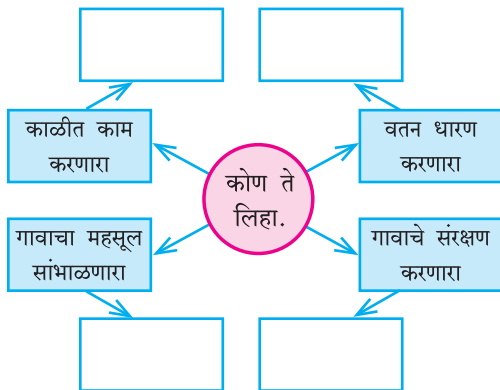 काळीत काम
करणारा
वतन धारण
करणारा
कोण ते
लिहा.
गावाचा महसूल
सांभाळणारा
गावाचे संरक्षण
करणारा